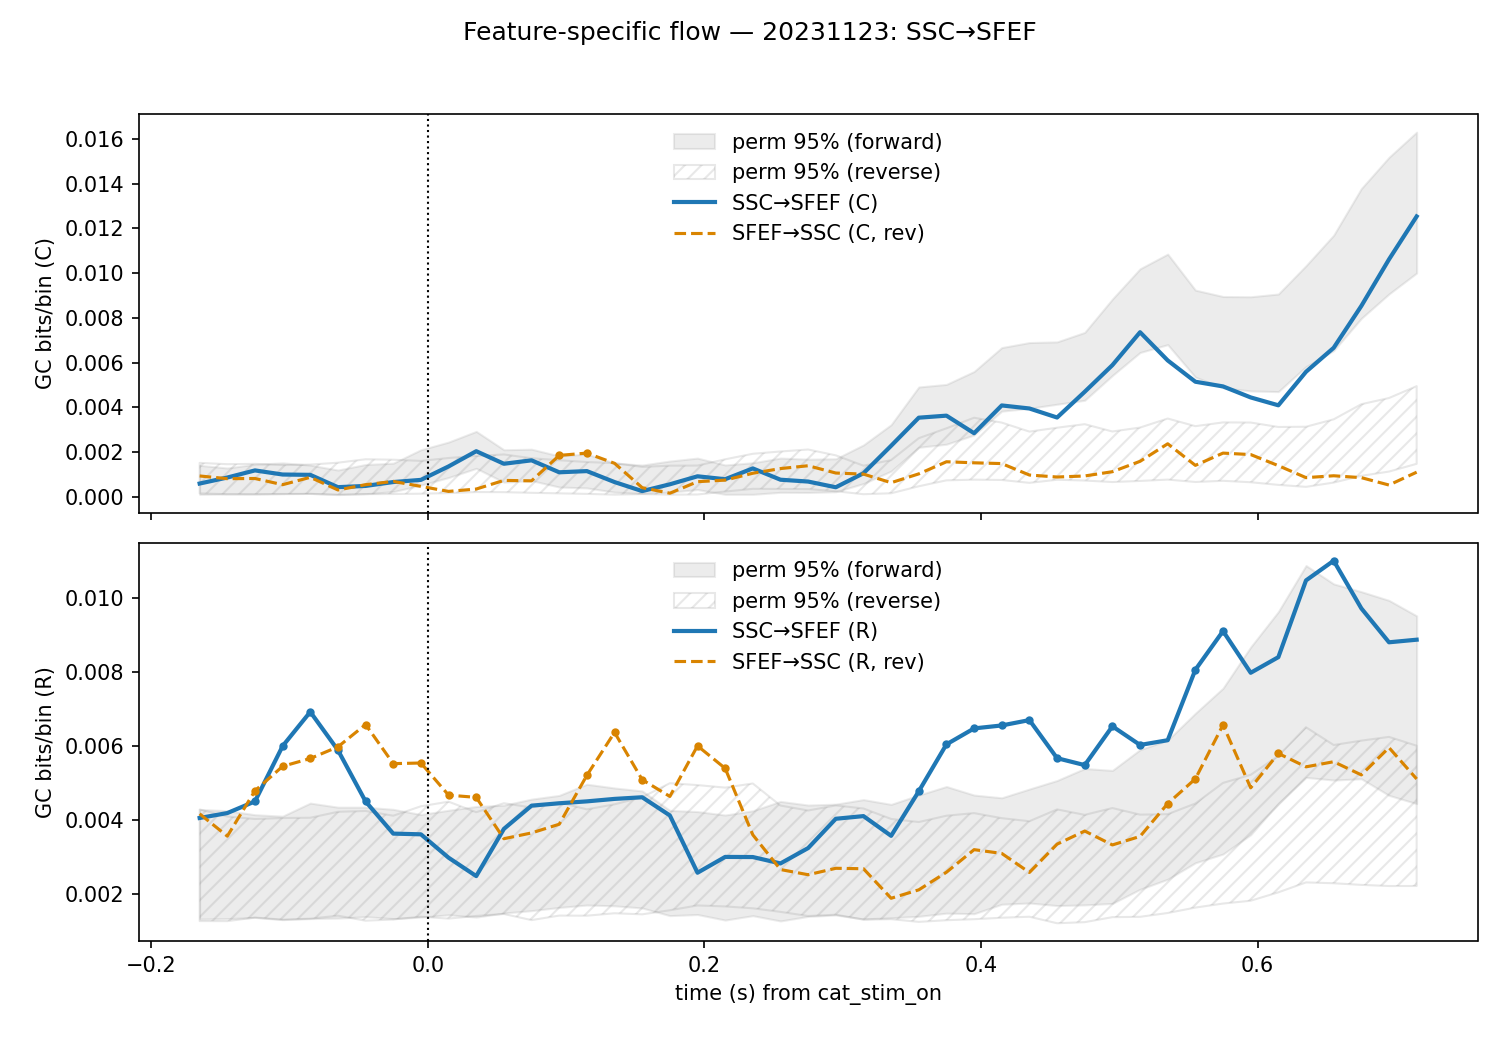 Feature-specific flow — 20231123: SSC→SFEF
GC bits/bin (C)
0.016
0.014
0.012
0.010
0.008
0.006
0.004
0.002
0.000
perm 95% (forward)
perm 95% (reverse)
SSC→SFEF (C)
SFEF→SSC (C, rev)
GC bits/bin (R)
0.010
0.008
0.006
0.004
0.002
perm 95% (forward)
perm 95% (reverse)
SSC→SFEF (R)
SFEF→SSC (R, rev)
−0.2 0.0 0.2 0.4 0.6
time (s) from cat_stim_on